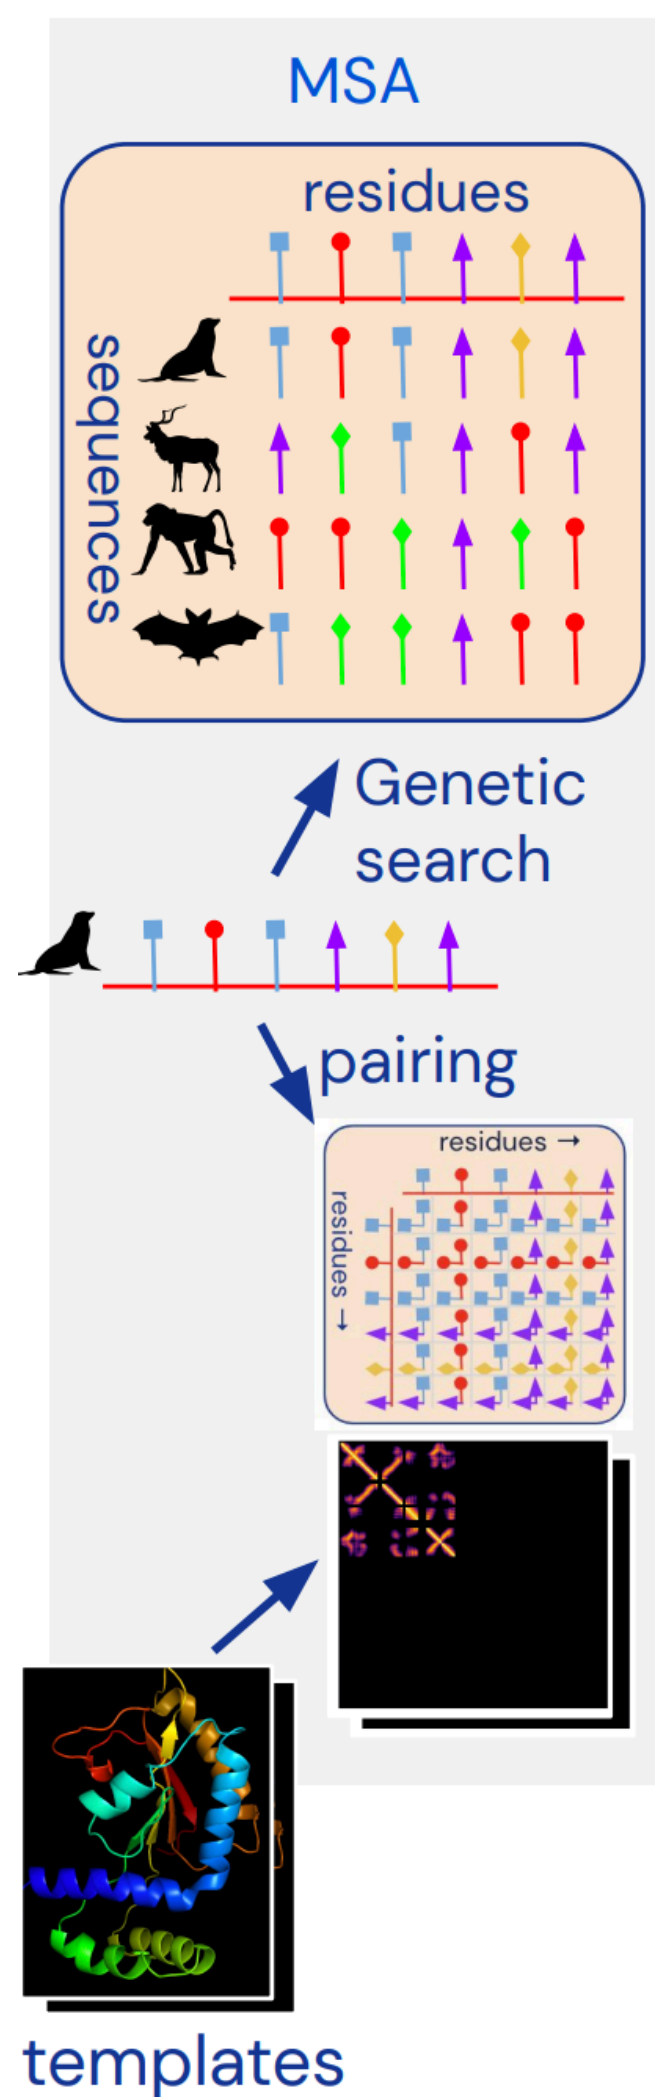 MSA
residues
sequences
Genetic
search
pairing
residues →
residues →
templates